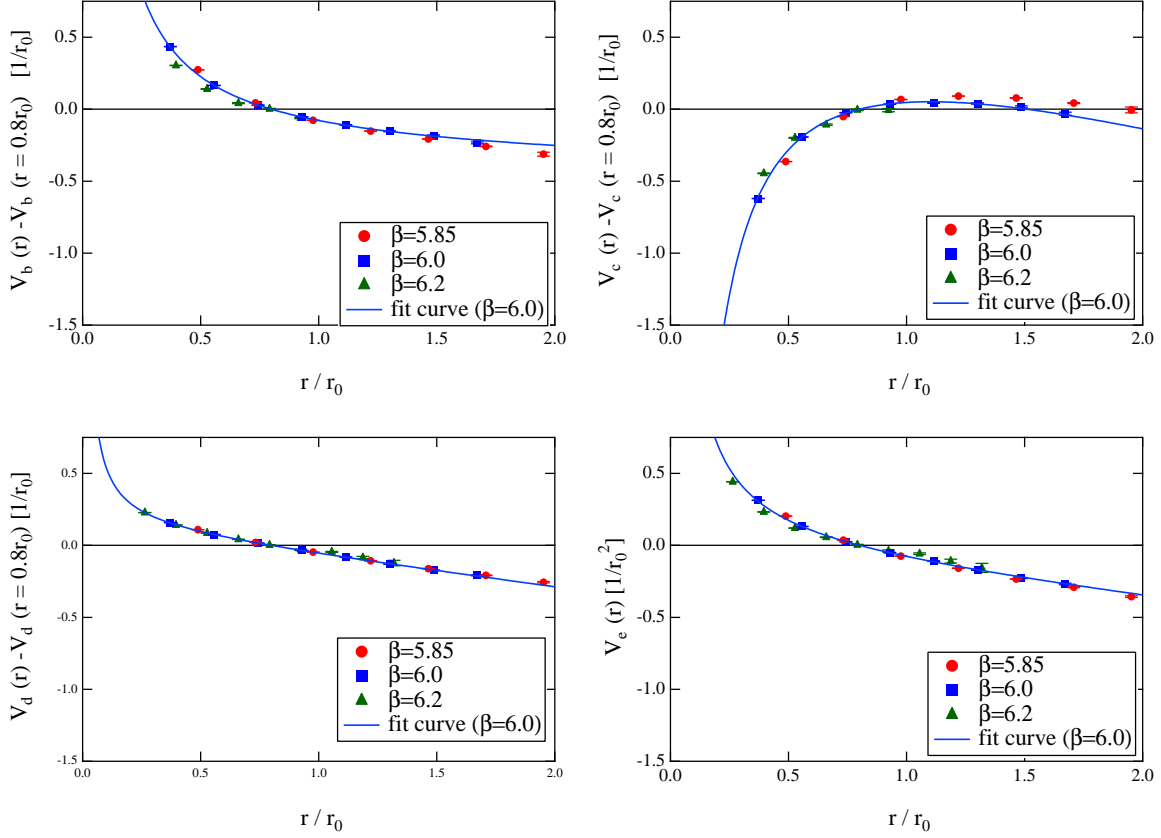 V_b (r) -V_b (r = 0.8r_0) [1/r_0]
0.5
0.0
-0.5
-1.0
-1.5
0.0 0.5 1.0 1.5 2.0
r / r_0
β=5.85
β=6.0
β=6.2
fit curve (β=6.0)
V_c (r) -V_c (r = 0.8r_0) [1/r_0]
0.5
0.0
-0.5
-1.0
-1.5
0.0 0.5 1.0 1.5 2.0
r / r_0
β=5.85
β=6.0
β=6.2
fit curve (β=6.0)
V_d (r) -V_d (r = 0.8r_0) [1/r_0]
0.5
0.0
-0.5
-1.0
-1.5
0.0 0.5 1.0 1.5 2.0
r / r_0
β=5.85
β=6.0
β=6.2
fit curve (β=6.0)
V_e (r) [1/r_0^2]
0.5
0.0
-0.5
-1.0
-1.5
0.0 0.5 1.0 1.5 2.0
r / r_0
β=5.85
β=6.0
β=6.2
fit curve (β=6.0)